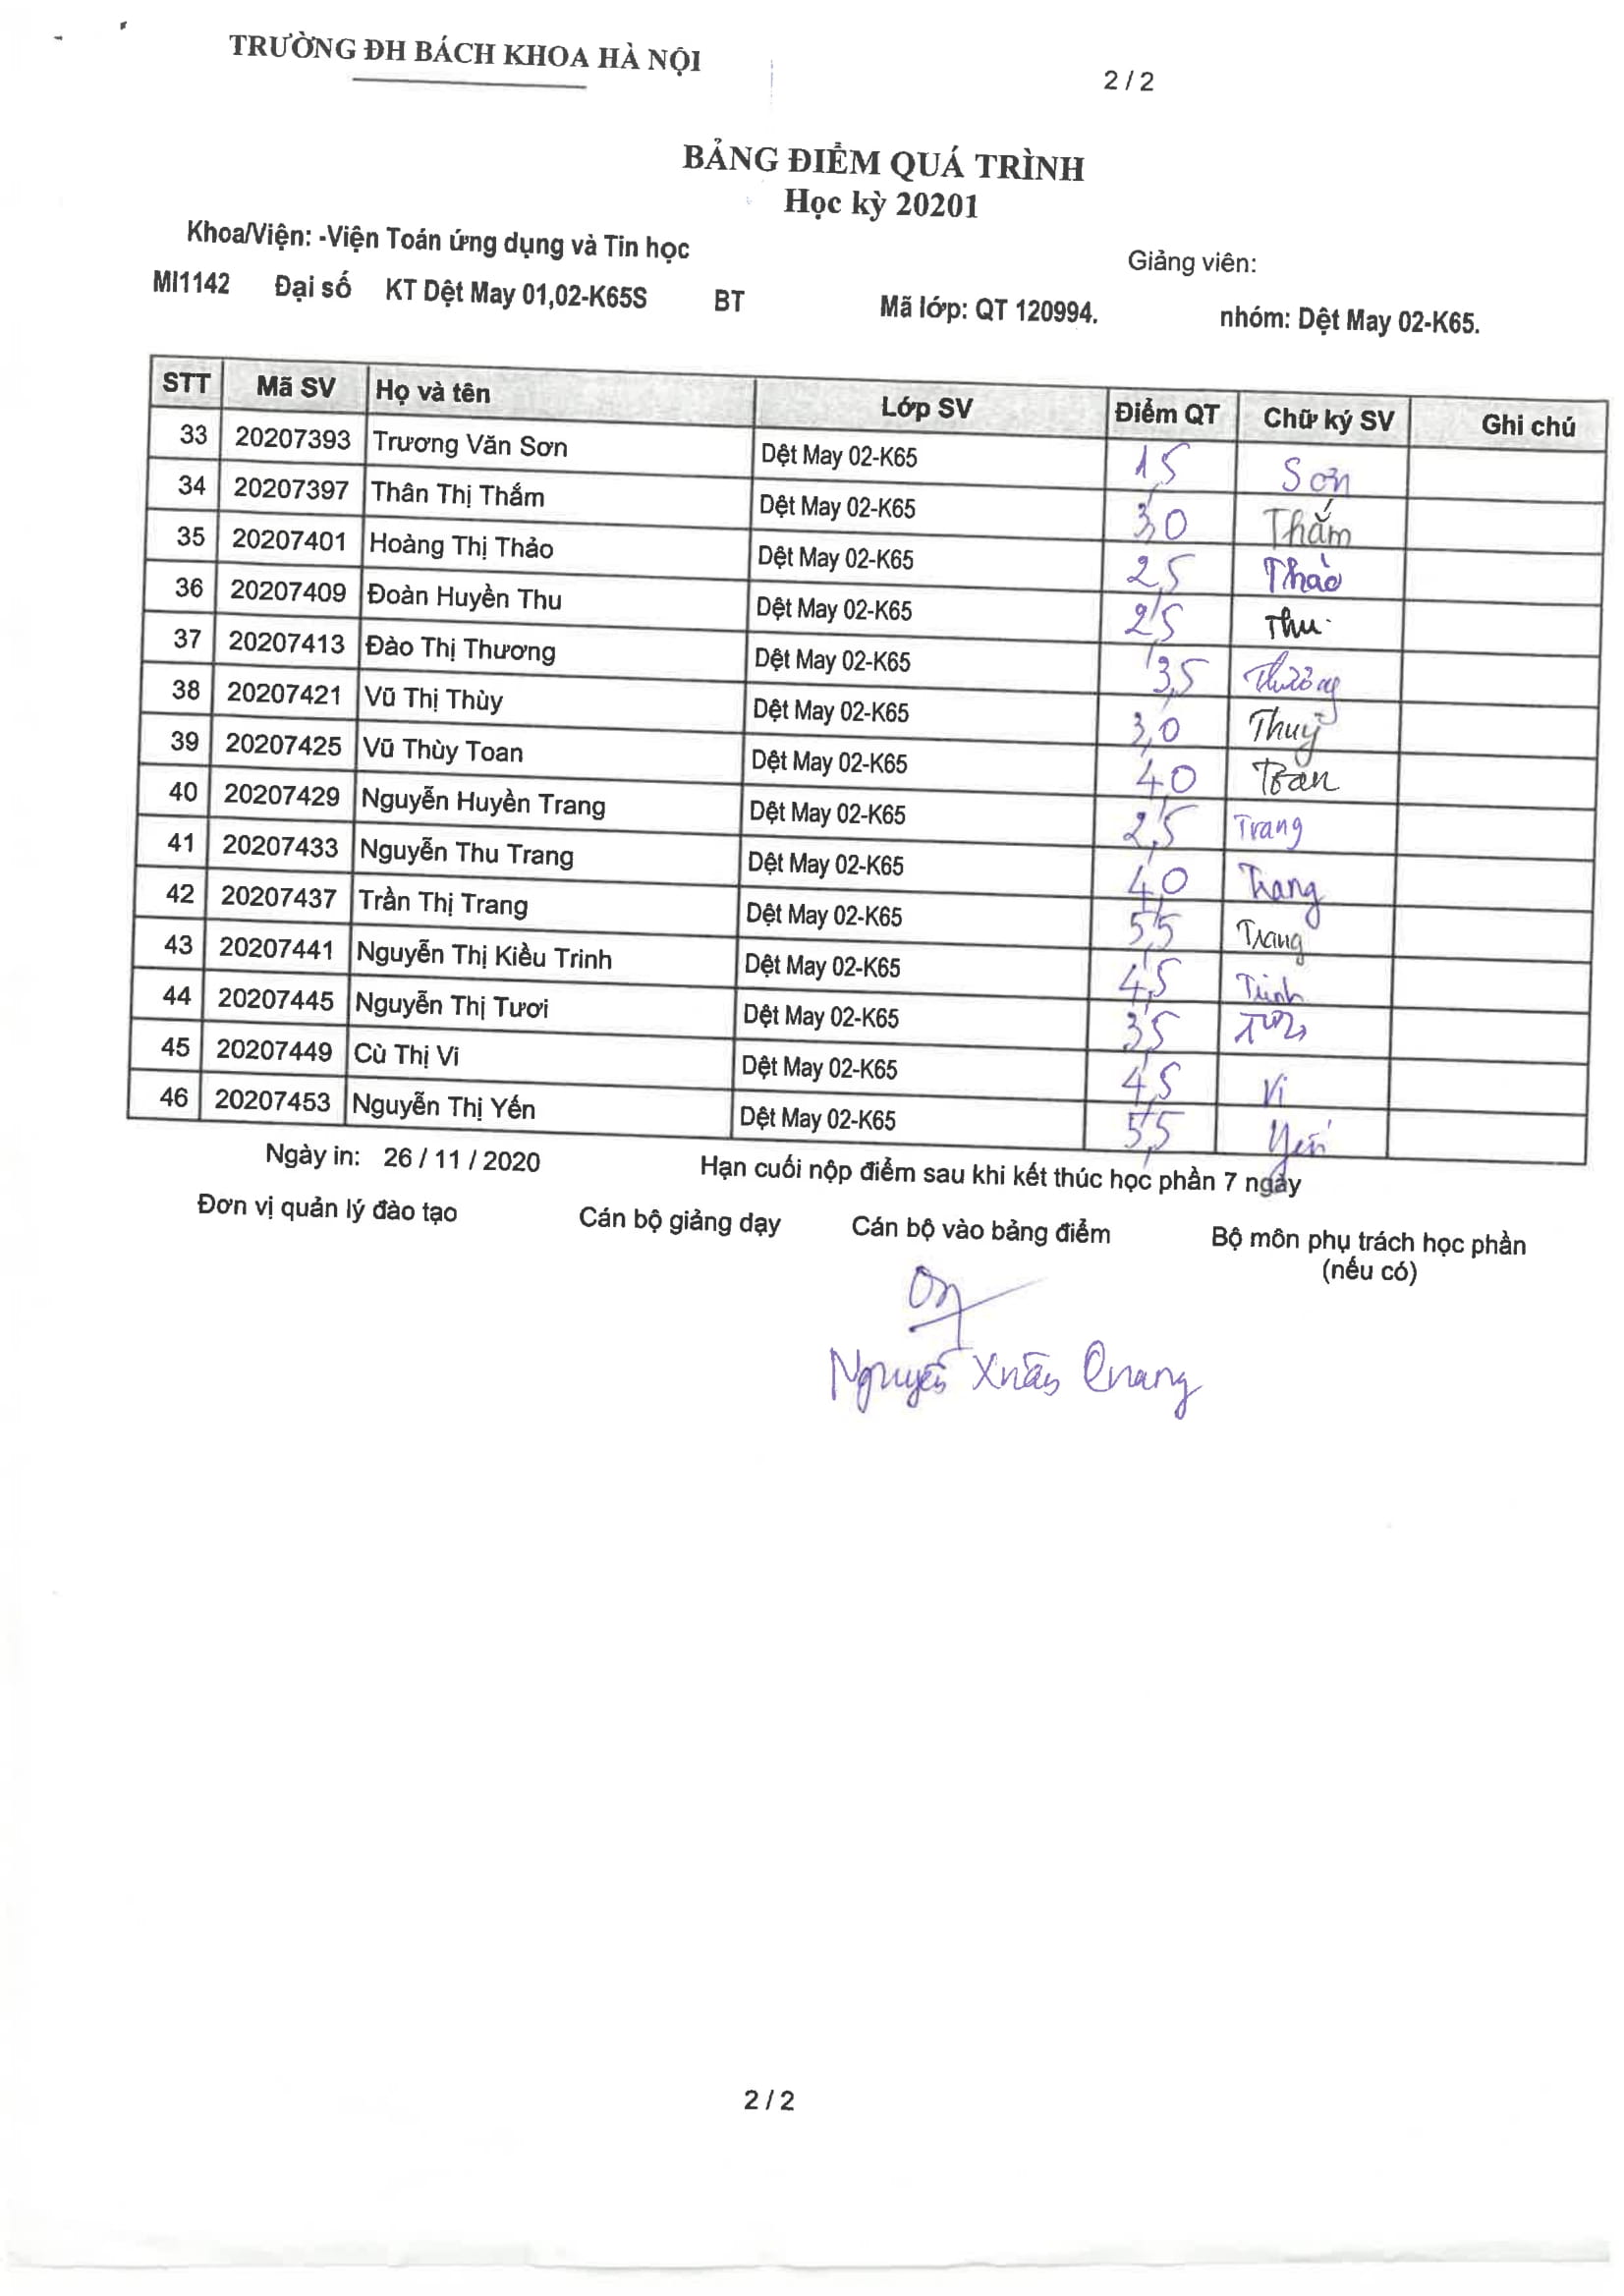 TRƯỜNG ĐH BÁCH KHOA HÀ NỘI
2 / 2
BẢNG ĐIỂM QUÁ TRÌNH
Học kỳ 20201
Khoa/Viện: -Viện Toán ứng dụng và Tin học
Giảng viên:
MI1142 Đại số KT Dệt May 01,02-K65S BT Mã lớp: QT 120994. nhóm: Dệt May 02-K65.
STT Mã SV Họ và tên Lớp SV Điểm QT Chữ ký SV Ghi chú
33 20207393 Trương Văn Sơn Dệt May 02-K65 1,5 Sơn
34 20207397 Thân Thị Thắm Dệt May 02-K65 3,0 Thắm
35 20207401 Hoàng Thị Thảo Dệt May 02-K65 2,5 Thảo
36 20207409 Đoàn Huyền Thu Dệt May 02-K65 2,5 Thu
37 20207413 Đào Thị Thương Dệt May 02-K65 3,5 Thương
38 20207421 Vũ Thị Thùy Dệt May 02-K65 3,0 Thuỳ
39 20207425 Vũ Thùy Toan Dệt May 02-K65 4,0 Toan
40 20207429 Nguyễn Huyền Trang Dệt May 02-K65 2,5 Trang
41 20207433 Nguyễn Thu Trang Dệt May 02-K65 4,0 Trang
42 20207437 Trần Thị Trang Dệt May 02-K65 5,5 Trang
43 20207441 Nguyễn Thị Kiều Trinh Dệt May 02-K65 4,5 Trinh
44 20207445 Nguyễn Thị Tươi Dệt May 02-K65 3,5 Tươi
45 20207449 Cù Thị Vi Dệt May 02-K65 4,5 Vi
46 20207453 Nguyễn Thị Yến Dệt May 02-K65 5,5 Yến
Ngày in: 26 / 11 / 2020 Hạn cuối nộp điểm sau khi kết thúc học phần 7 ngày
Đơn vị quản lý đào tạo Cán bộ giảng dạy Cán bộ vào bảng điểm Bộ môn phụ trách học phần
(nếu có)
Nguyễn Xuân Quang
2 / 2